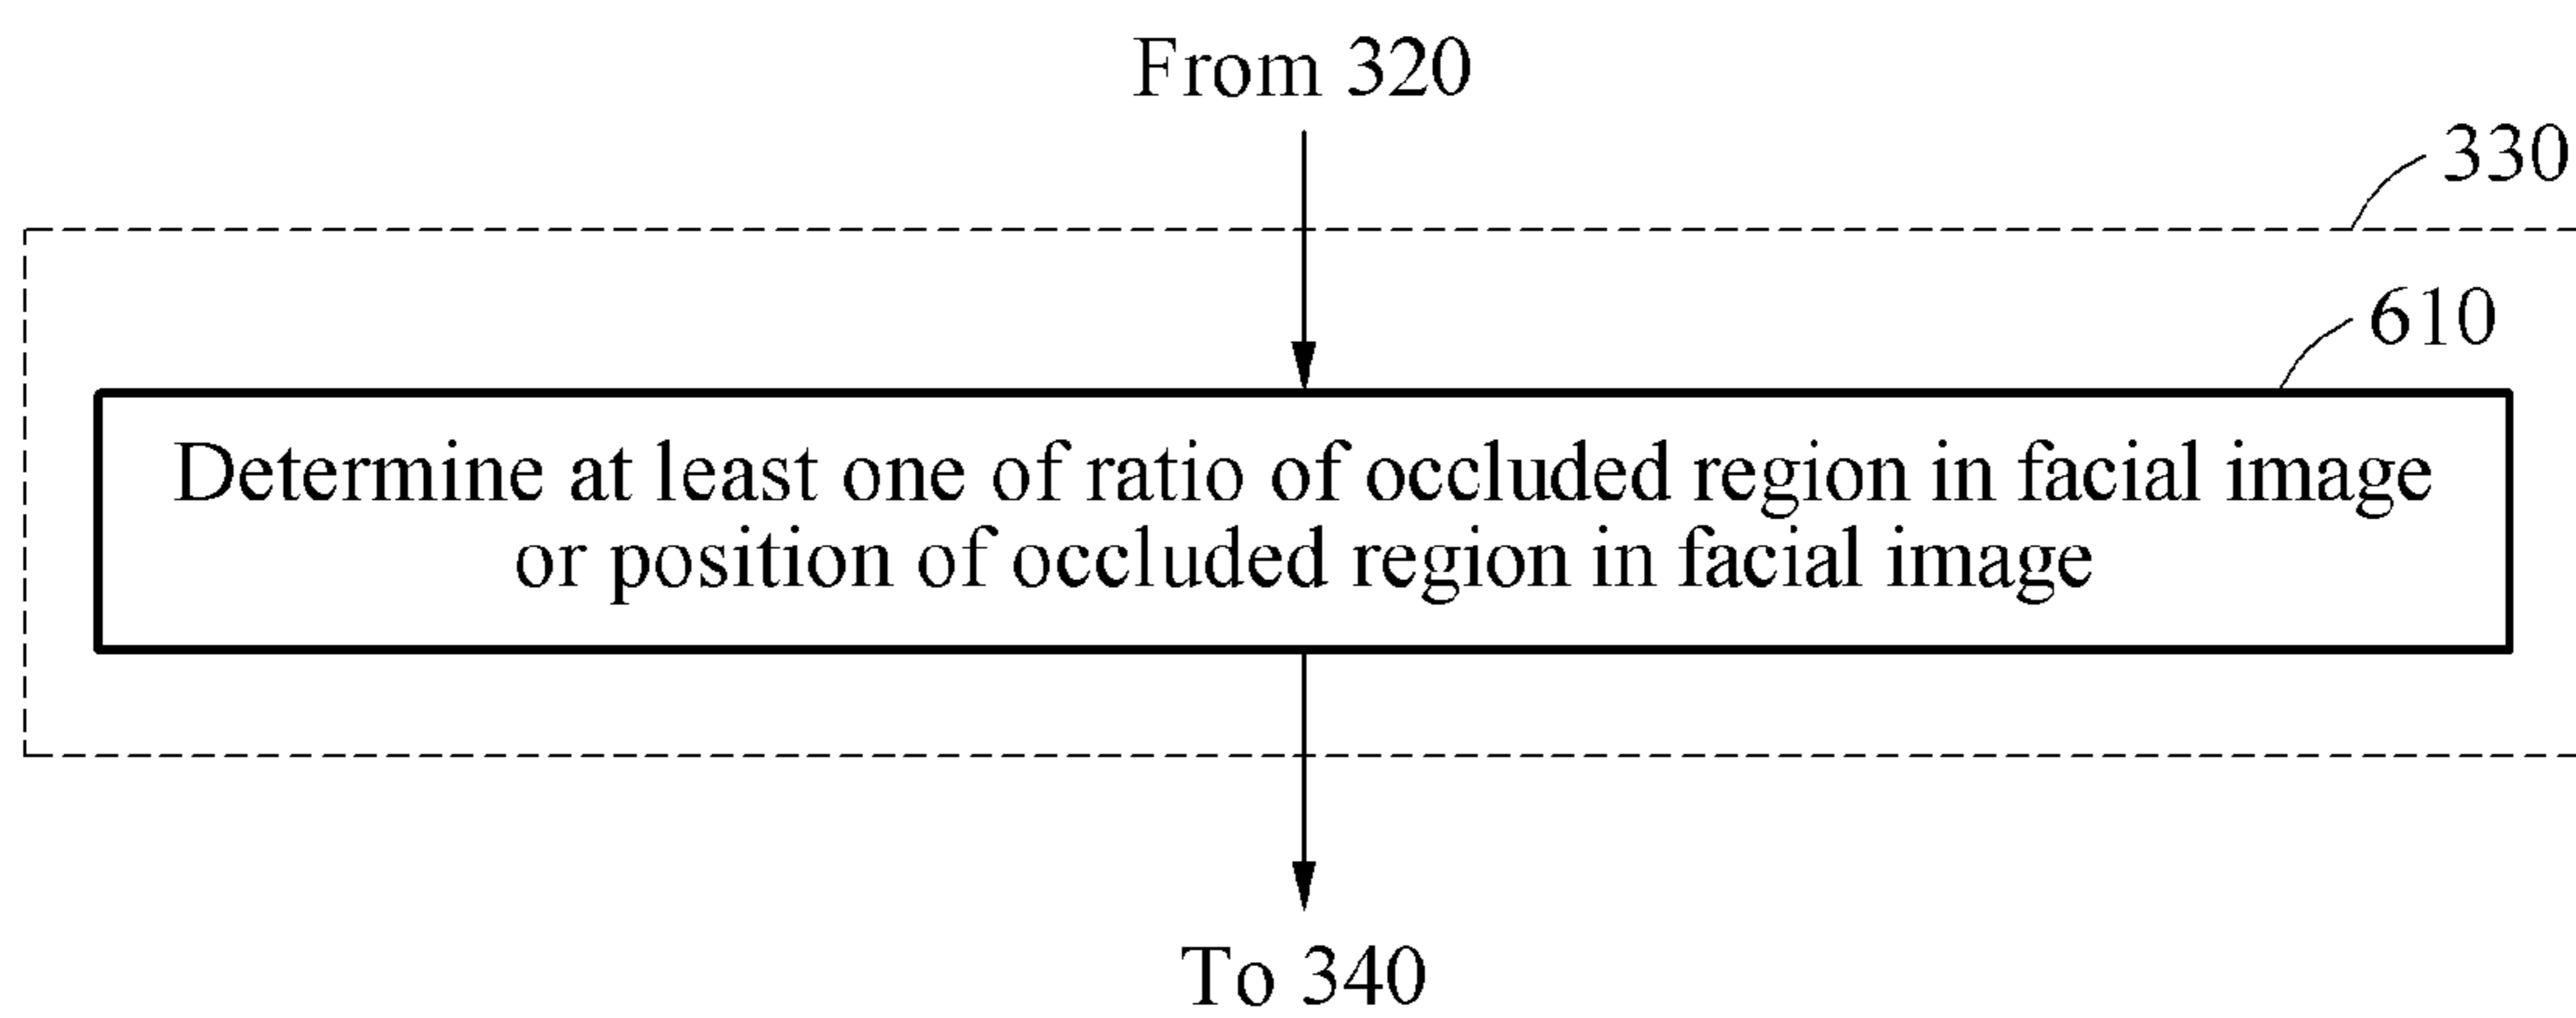 From 320
330
610
Determine at least one of ratio of occluded region in facial image
or position of occluded region in facial image
To 340